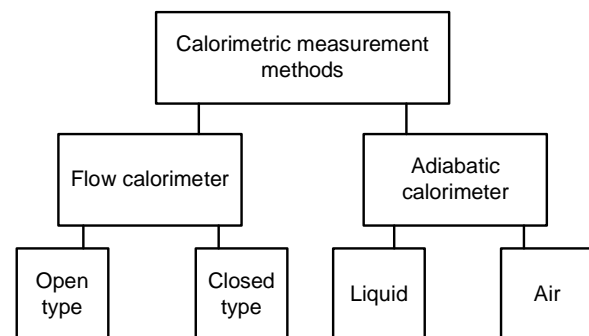 Calorimetric measurement
methods
Flow calorimeter
Adiabatic
calorimeter
Open
type
Closed
type
Liquid
Air